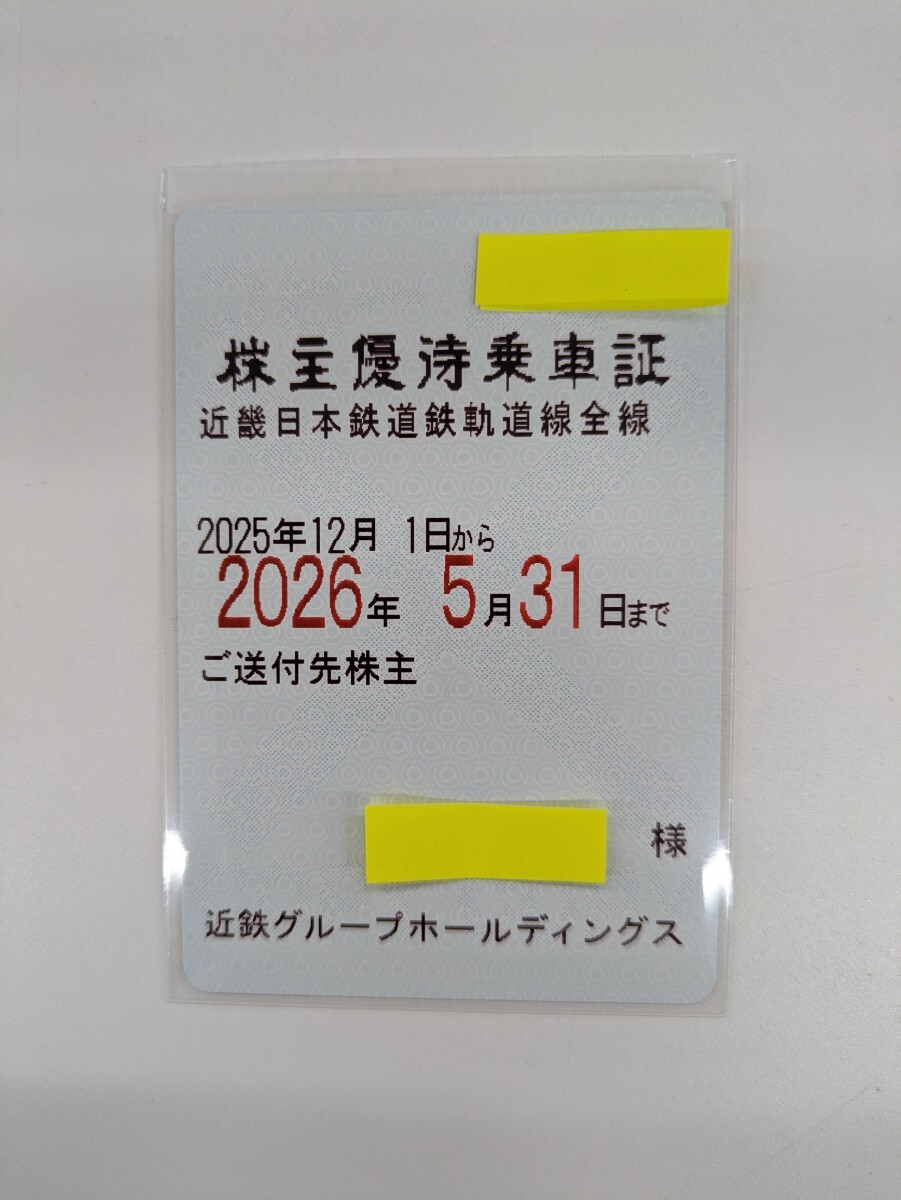 株主優待乗車証
近畿日本鉄道鉄軌道線全線
2025年12月 1日から
2026年 5月31日まで
ご送付先株主
様
近鉄グループホールディングス